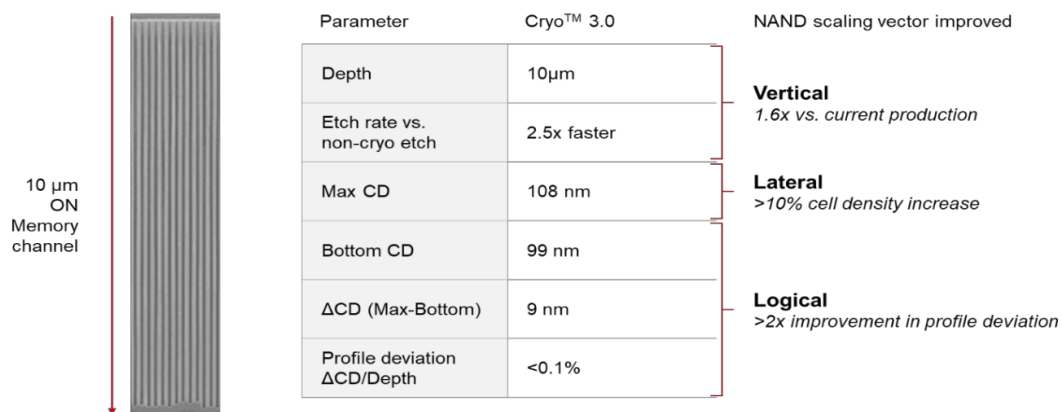 Parameter
Cryo™ 3.0
NAND scaling vector improved
Depth
10µm
Etch rate vs.
non-cryo etch
2.5x faster
Vertical
1.6x vs. current production
10 µm
ON
Memory
channel
Max CD
108 nm
Lateral
>10% cell density increase
Bottom CD
99 nm
ΔCD (Max-Bottom)
9 nm
Profile deviation
ΔCD/Depth
<0.1%
Logical
>2x improvement in profile deviation